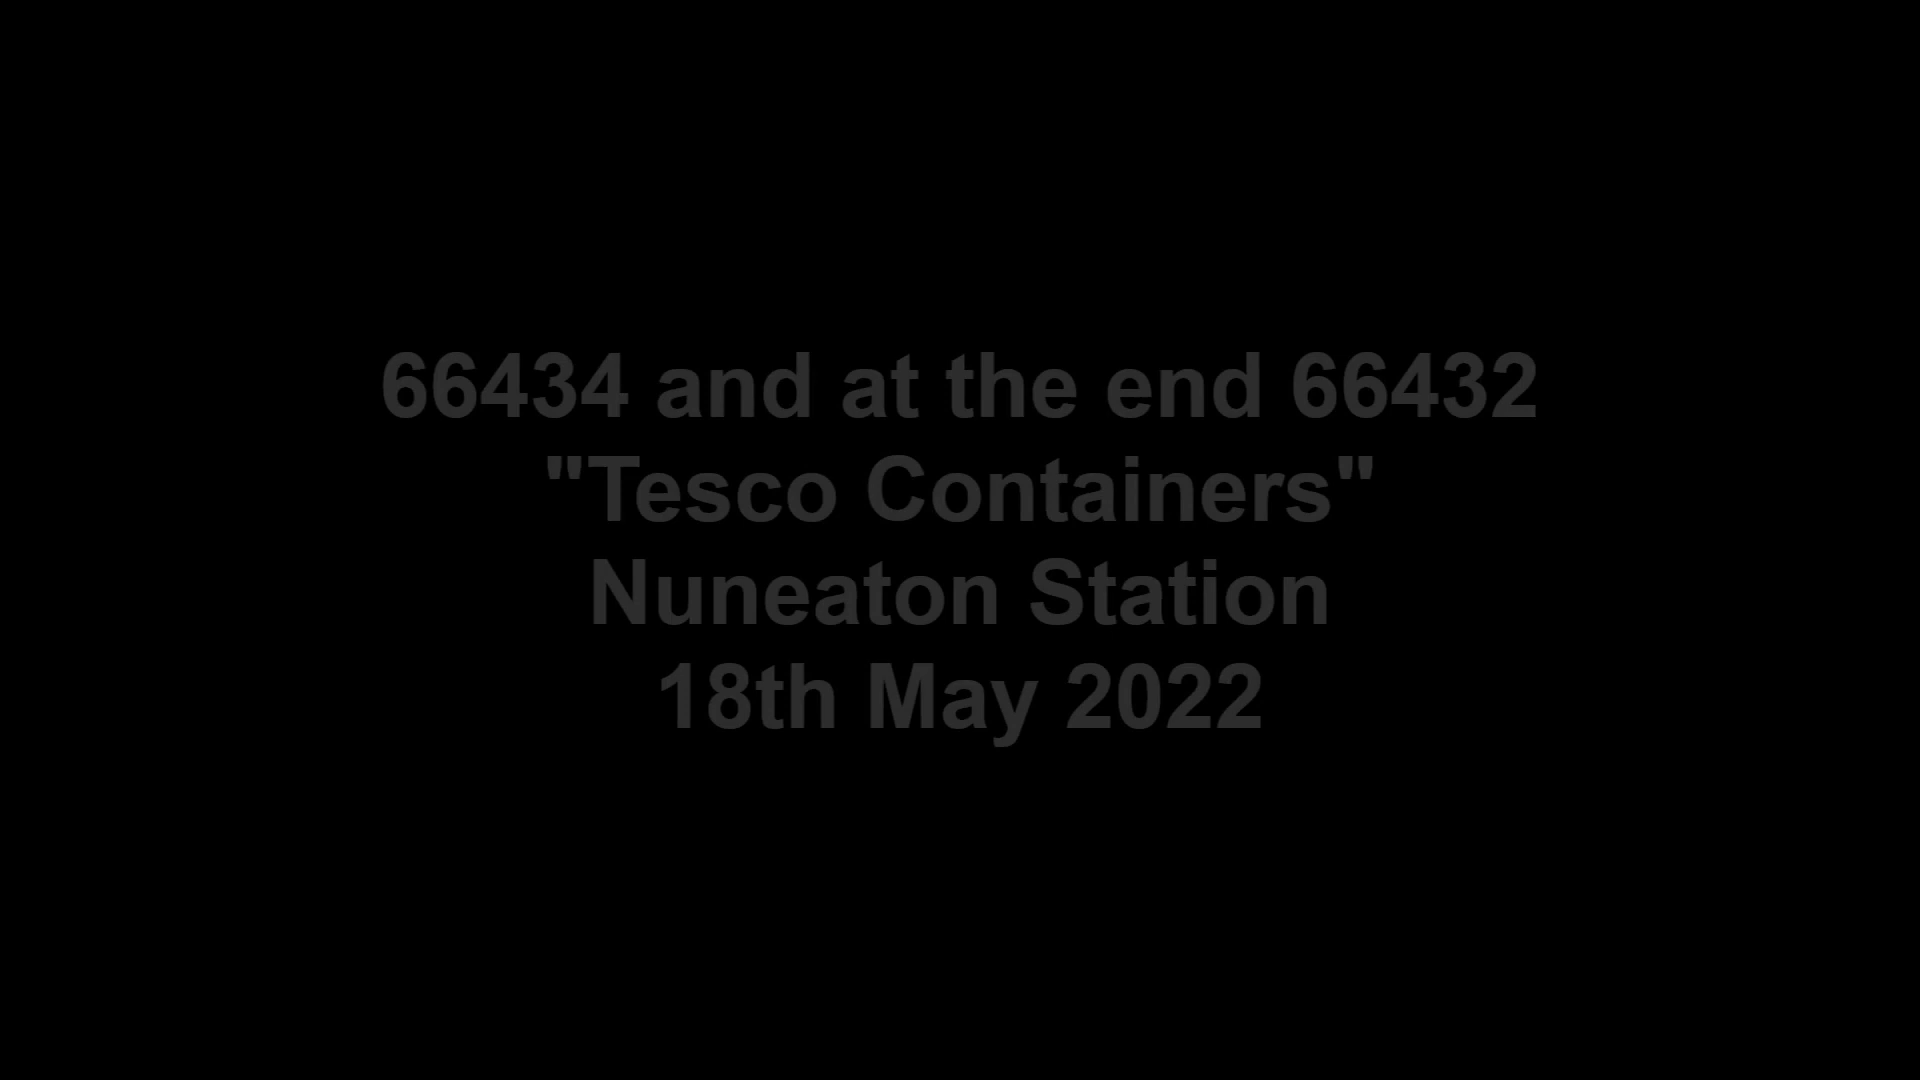 66434 and at the end 66432
"Tesco Containers"
Nuneaton Station
18th May 2022